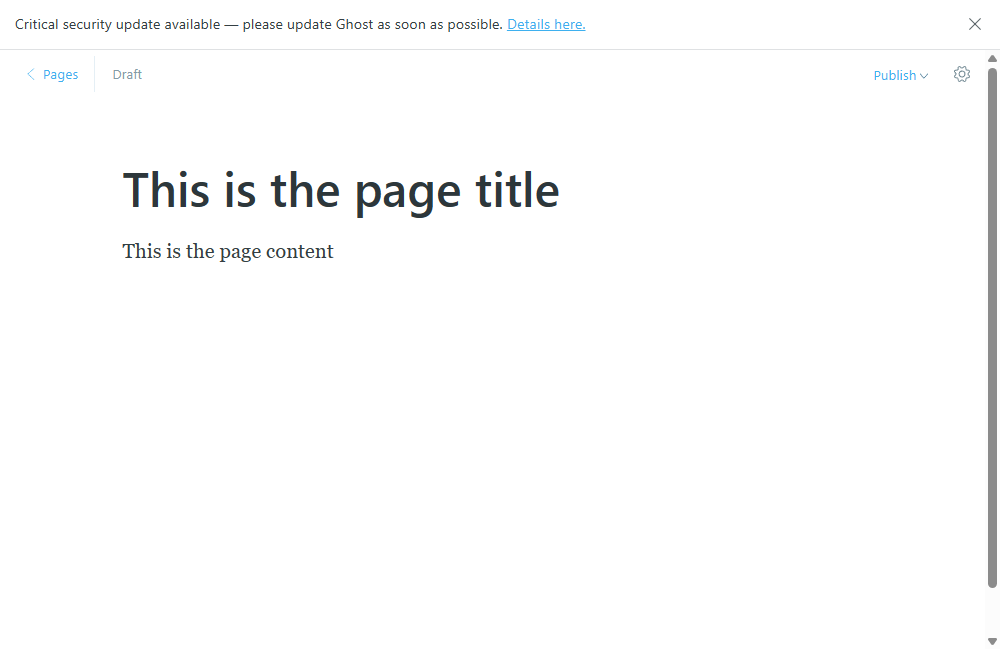 Critical security update available — please update Ghost as soon as possible. Details here.
Pages
Draft
Publish
This is the page title
This is the page content